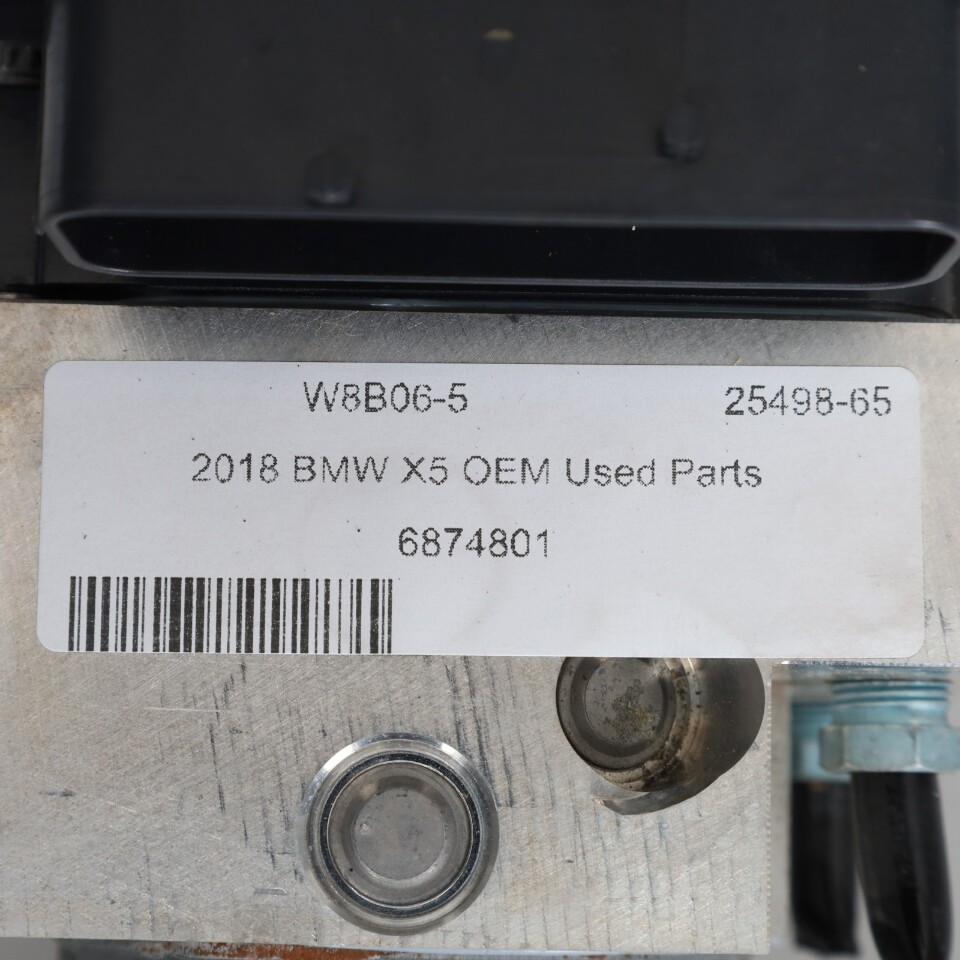 W8B06-5 25498-65
2018 BMW X5 OEM Used Parts
6874801